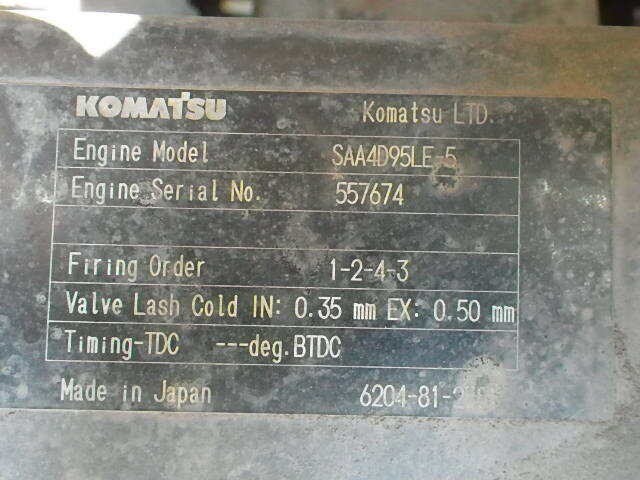 KOMATSU Komatsu LTD.
Engine Model SAA4D95LE-5
Engine Serial No. 557674
Firing Order 1-2-4-3
Valve Lash Cold IN: 0.35 mm EX: 0.50 mm
Timing-TDC ---deg.BTDC
Made in Japan